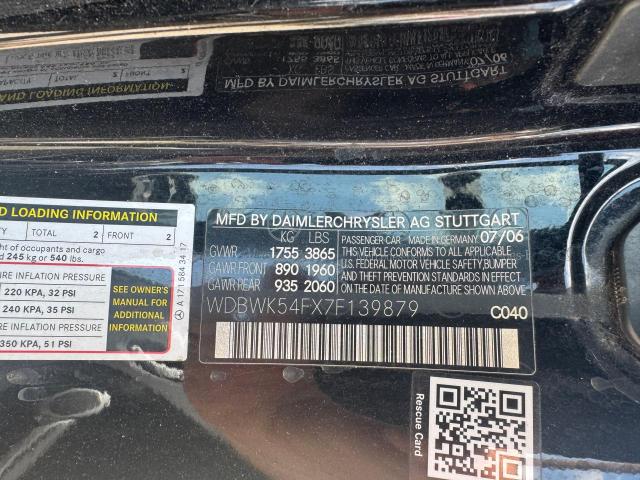 MFD BY DAIMLERCHRYSLER AG STUTTGART
D LOADING INFORMATION
TOTAL 2 FRONT 2
ht of occupants and cargo
d 245 kg or 540 lbs.
IRE INFLATION PRESSURE
220 KPA, 32 PSI
240 KPA, 35 PSI
350 KPA, 51 PSI
SEE OWNER'S
MANUAL FOR
ADDITIONAL
INFORMATION
A 171 584 34 17
MFD BY DAIMLERCHRYSLER AG STUTTGART
KG LBS PASSENGER CAR MADE IN GERMANY 07/06
GVWR 1755 3865
GAWR FRONT 890 1960
GAWR REAR 935 2060
THIS VEHICLE CONFORMS TO ALL APPLICABLE
U.S. FEDERAL MOTOR VEHICLE SAFETY, BUMPER,
AND THEFT PREVENTION STANDARDS IN EFFECT
ON THE DATE OF MANUFACTURE SHOWN ABOVE.
WDBWK54FX7F139879
C040
Rescue Card